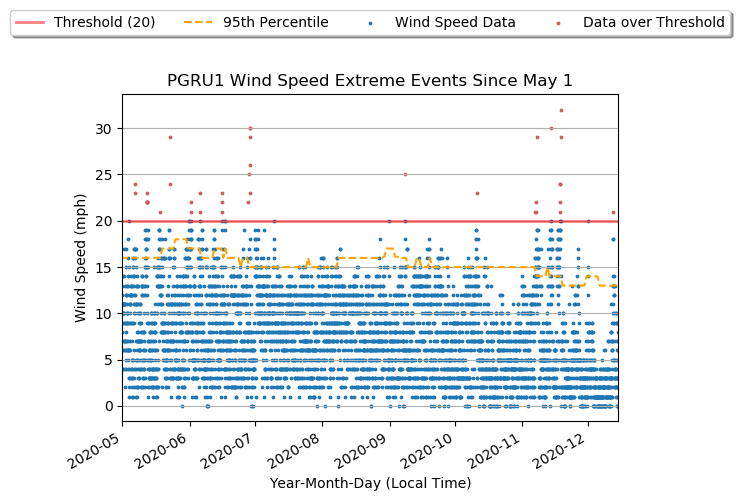 Threshold (20) 95th Percentile Wind Speed Data Data over Threshold
PGRU1 Wind Speed Extreme Events Since May 1
Wind Speed (mph)
30
25
20
15
10
5
0
2020-05 2020-06 2020-07 2020-08 2020-09 2020-10 2020-11 2020-12
Year-Month-Day (Local Time)